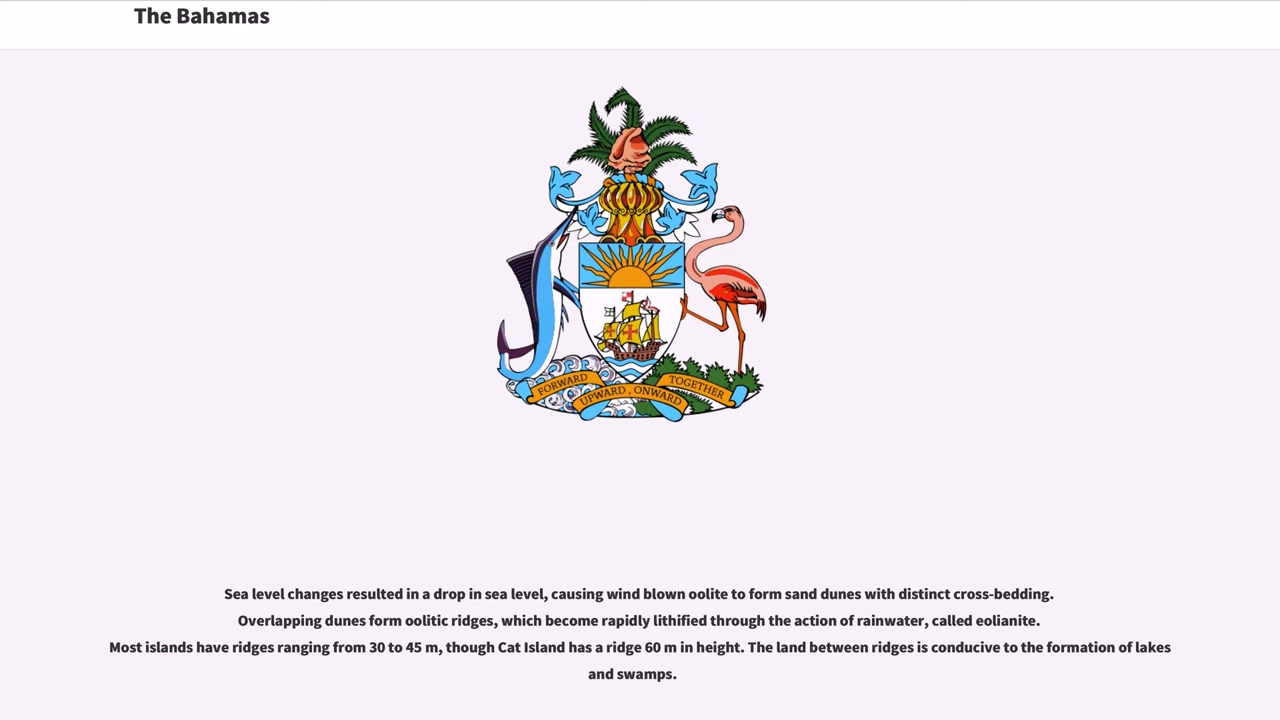 The Bahamas
FORWARD
UPWARD , ONWARD
TOGETHER
Sea level changes resulted in a drop in sea level, causing wind blown oolite to form sand dunes with distinct cross-bedding.
Overlapping dunes form oolitic ridges, which become rapidly lithified through the action of rainwater, called eolianite.
Most islands have ridges ranging from 30 to 45 m, though Cat Island has a ridge 60 m in height. The land between ridges is conducive to the formation of lakes
and swamps.